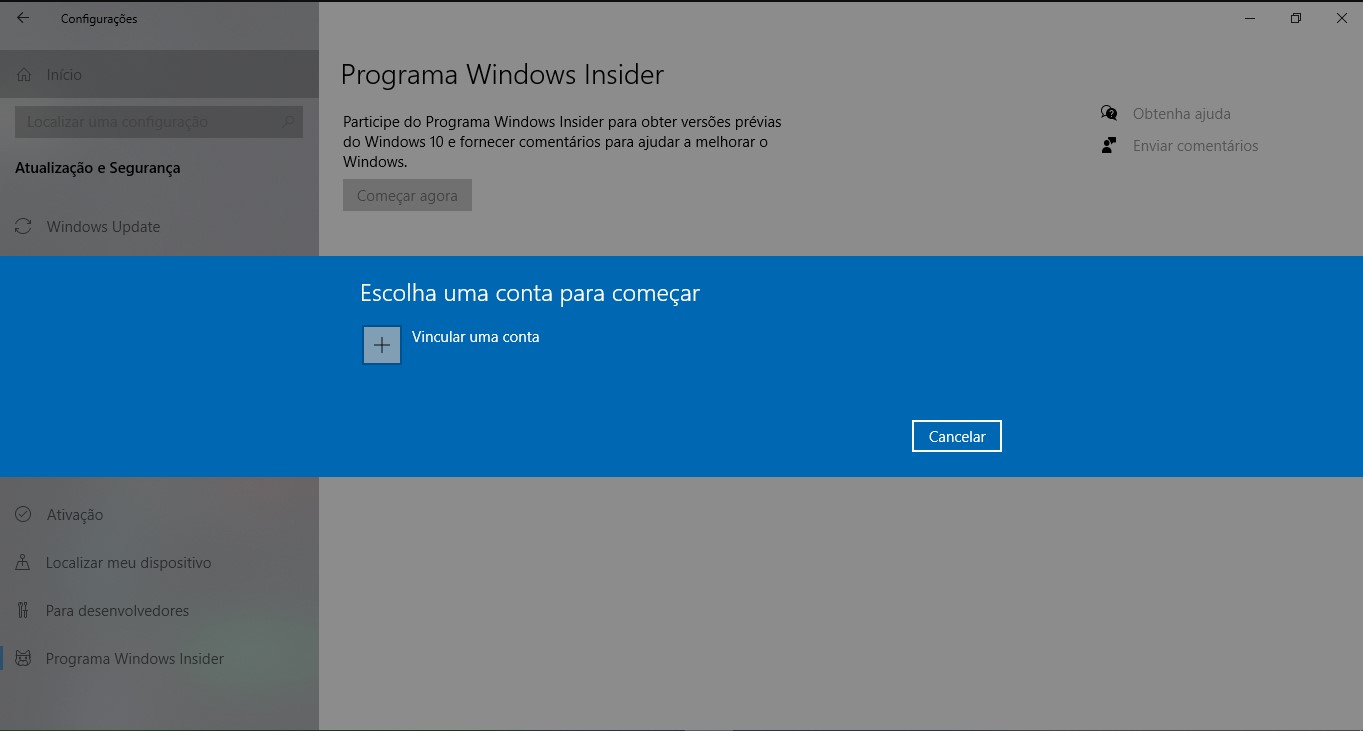 Configurações
Início
Localizar uma configuração
Atualização e Segurança
Windows Update
Programa Windows Insider
Participe do Programa Windows Insider para obter versões prévias
do Windows 10 e fornecer comentários para ajudar a melhorar o
Windows.
Começar agora
Obtenha ajuda
Enviar comentários
Escolha uma conta para começar
Vincular uma conta
Cancelar
Ativação
Localizar meu dispositivo
Para desenvolvedores
Programa Windows Insider